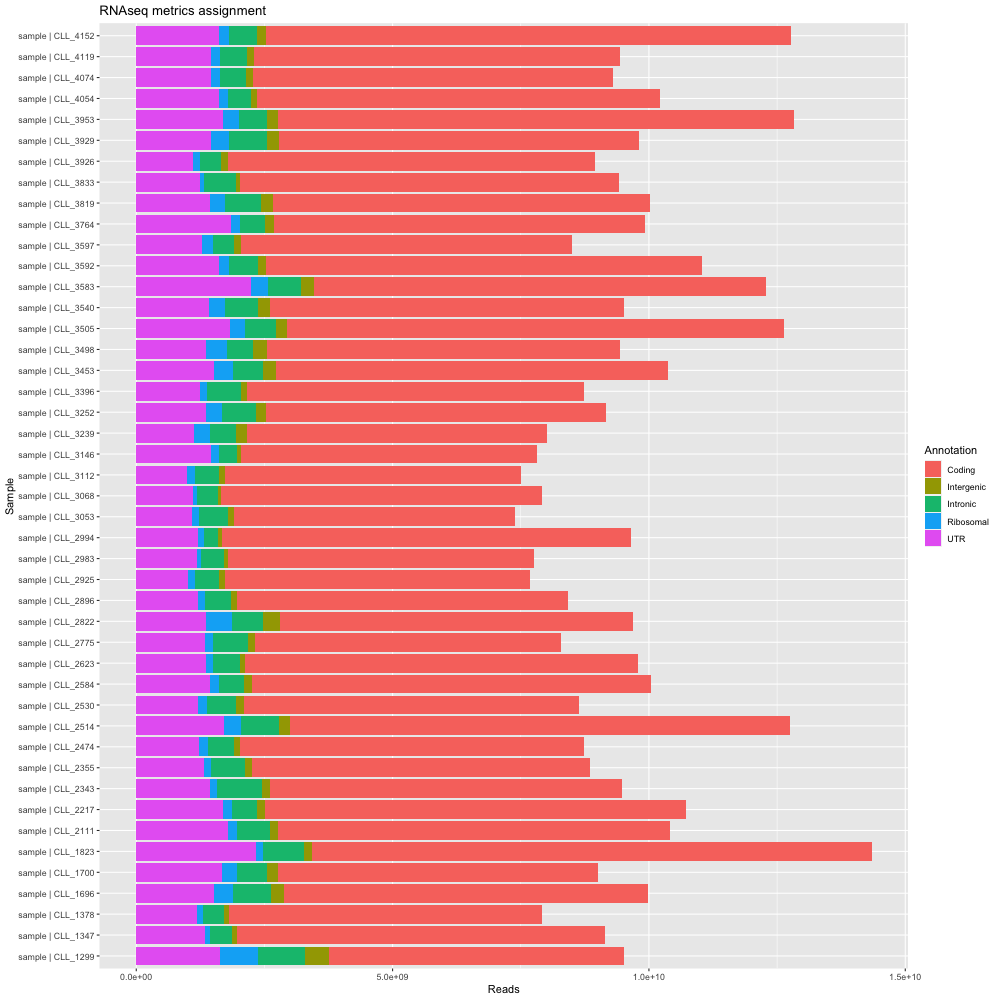 RNAseq metrics assignment
sample | CLL_4152
sample | CLL_4119
sample | CLL_4074
sample | CLL_4054
sample | CLL_3953
sample | CLL_3929
sample | CLL_3926
sample | CLL_3833
sample | CLL_3819
sample | CLL_3764
sample | CLL_3597
sample | CLL_3592
sample | CLL_3583
sample | CLL_3540
sample | CLL_3505
sample | CLL_3498
sample | CLL_3453
sample | CLL_3396
sample | CLL_3252
sample | CLL_3239
sample | CLL_3146
sample | CLL_3112
sample | CLL_3068
sample | CLL_3053
sample | CLL_2994
sample | CLL_2983
sample | CLL_2925
sample | CLL_2896
sample | CLL_2822
sample | CLL_2775
sample | CLL_2623
sample | CLL_2584
sample | CLL_2530
sample | CLL_2514
sample | CLL_2474
sample | CLL_2355
sample | CLL_2343
sample | CLL_2217
sample | CLL_2111
sample | CLL_1823
sample | CLL_1700
sample | CLL_1696
sample | CLL_1378
sample | CLL_1347
sample | CLL_1299
Sample
0.0e+00 5.0e+09 1.0e+10 1.5e+10
Reads
Annotation
Coding
Intergenic
Intronic
Ribosomal
UTR